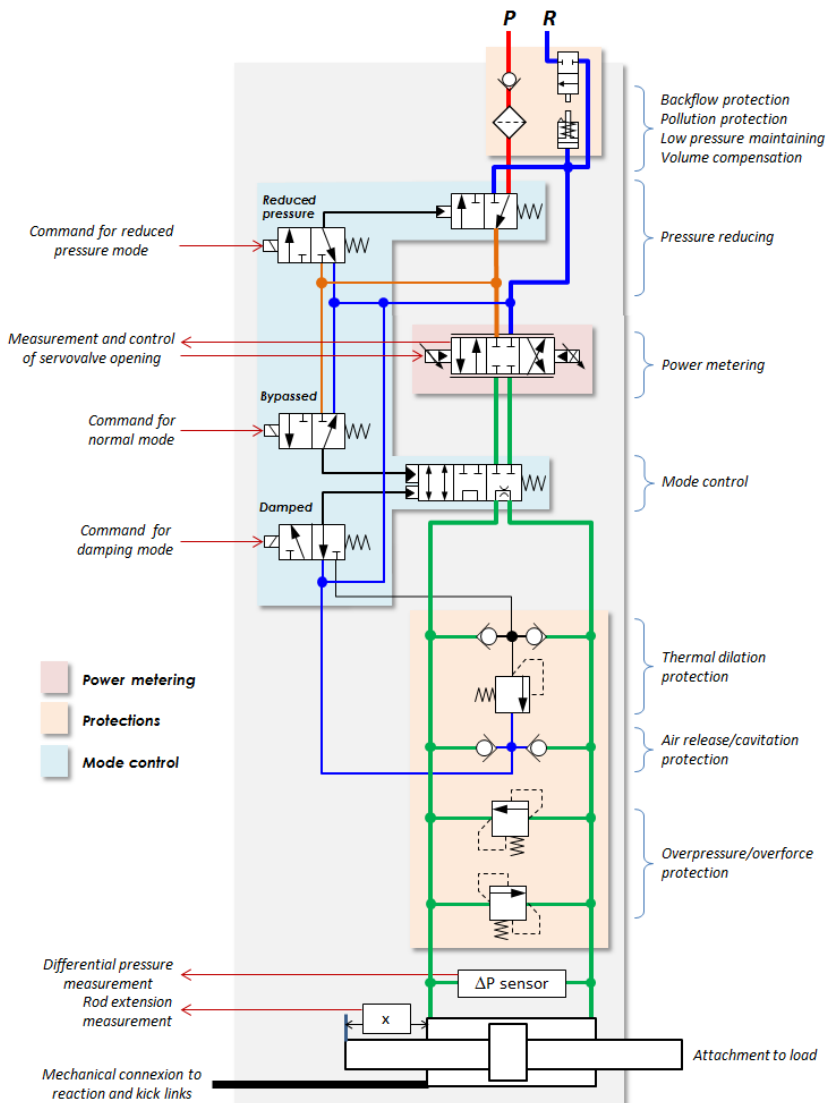 P R
Backflow protection
Pollution protection
Low pressure maintaining
Volume compensation
Reduced
pressure
Command for reduced
pressure mode
Pressure reducing
Measurement and control
of servovalve opening
Power metering
Bypassed
Command for
normal mode
Mode control
Damped
Command for
damping mode
Thermal dilation
protection
Power metering
Protections
Mode control
Air release/cavitation
protection
Overpressure/overforce
protection
Differential pressure
measurement
ΔP sensor
Rod extension
measurement
x
Attachment to load
Mechanical connexion to
reaction and kick links